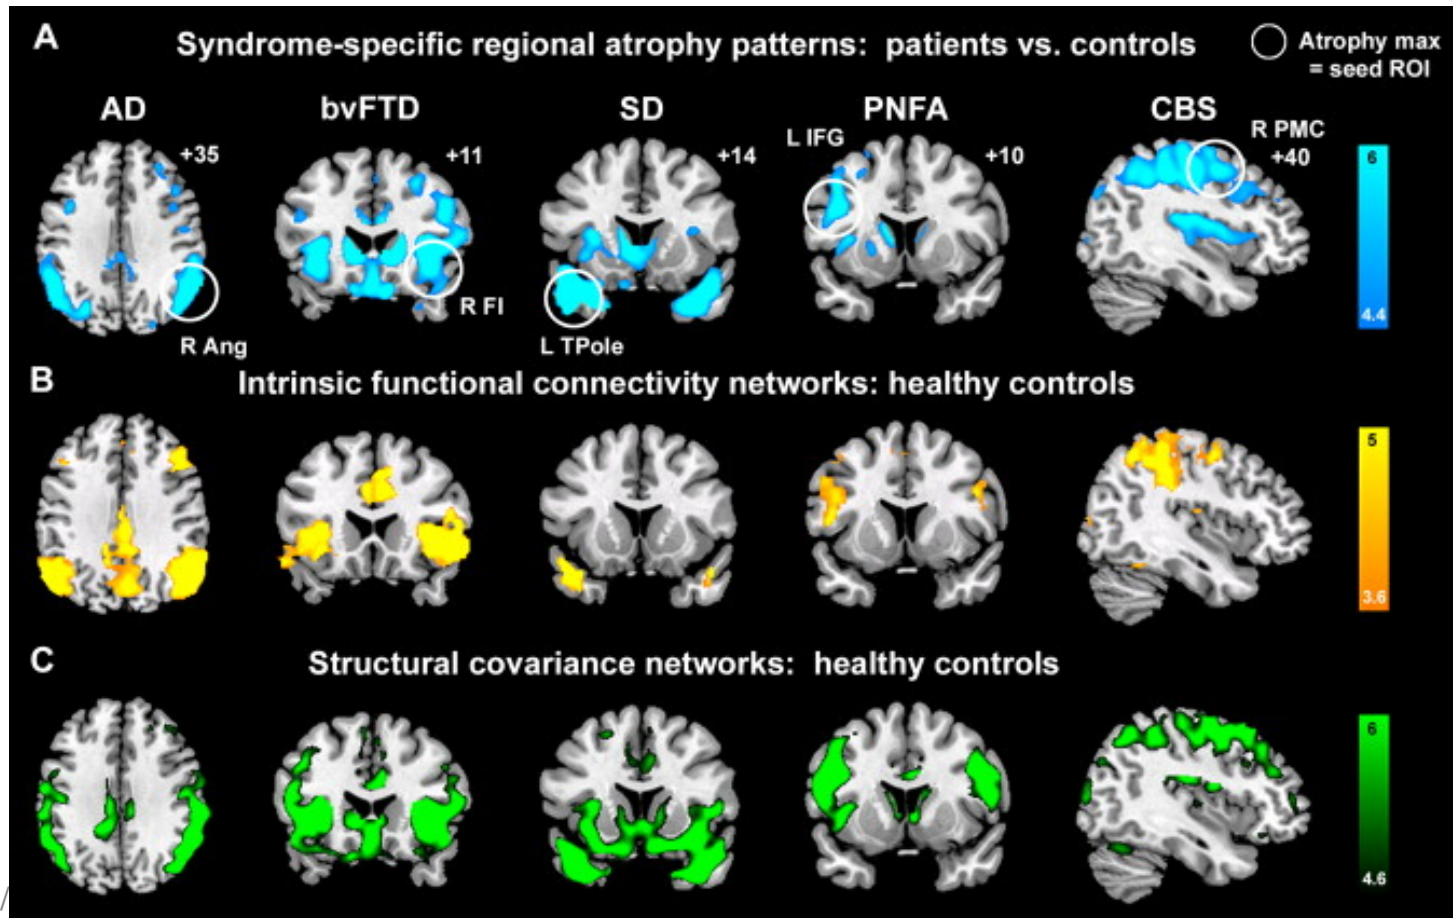 A
Syndrome-specific regional atrophy patterns: patients vs. controls
Atrophy max
= seed ROI
AD
bvFTD
SD
PNFA
CBS
+35
+11
+14
L IFG
+10
R PMC
+40
6
4.4
R Ang
R FI
L TPole
B
Intrinsic functional connectivity networks: healthy controls
5
3.6
C
Structural covariance networks: healthy controls
6
4.6
/